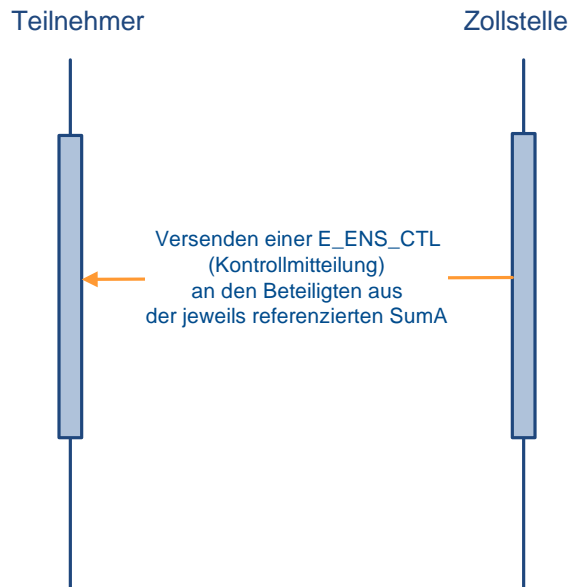 Teilnehmer
Zollstelle
Versenden einer E_ENS_CTL
(Kontrollmitteilung)
an den Beteiligten aus
der jeweils referenzierten SumA